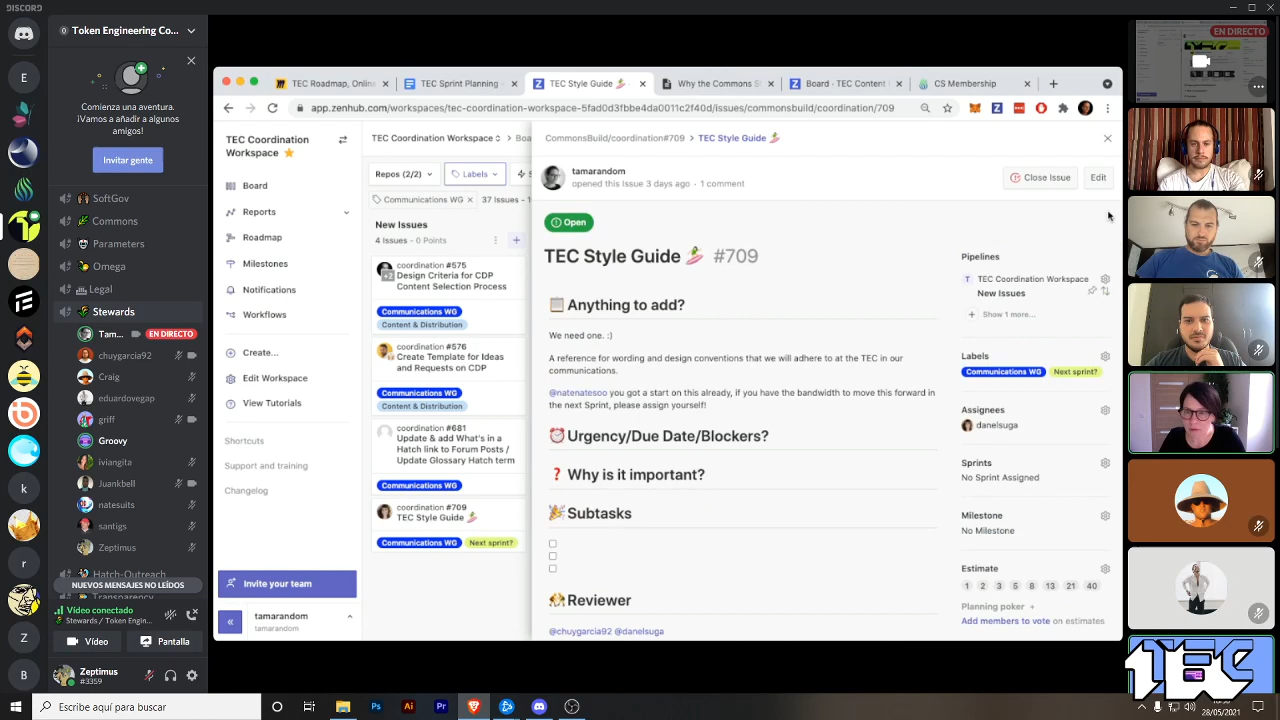 DISCORD
Token Engineering Co...
¡Vamos a montar un jaranón!
Invitar gente
SoftGov
Commons
Parameters
Omega
Legal
Stewards
Tam...
EN DIRECTO
chuygarcia92
Craig
eduardovegap
griff
Groovy
iviangita
Juankbell
natesuits
santigs
Zeptimus
Hatch-Outreach
Transparency
NUEVOS MENSAJES NO LEÍDOS
Vídeo conectado
Stewards / Token Engin...
Vídeo
Pantalla
Zeptimus
Z
B
TEC Roadmap, Online
TEC Sprint Planning
TEC Style Guide
Why the Commons S
Board - TEC Content
GC Membership
app.zenhub.com/workspaces/tec-coordination-workspace-5fad0d3fbbe4da0011c2f40d/issues/commonsbuild/coordination/709
TEC Coordination
Workspace
Board
Reports
Roadmap
Milestones
Notifications
Workflows
Create...
Edit Workspace
View Tutorials
Shortcuts
Support and training
Changelog
Invite your team
tamarandom
tamarandom
TEC Coordination Workspace > Boa
Repos (2/2)
Labels
Communications WG
37 Issues
New Issues
4 Issues - 0 Points
coordination #575
Design Criteria for CDP
Content Selection Process
Communications WG
Content & Distribution
coordination #576
Create Template for Ideas
and Requests on CDP
Communications WG
Content & Distribution
coordination #681
Update & add What's in a
Hatch link to Forum Posts /
Update Glossary Hatch term
Communications WG
coordination #709
TEC Style Guide 🏄
Communications WG Next sprint?
CommonsBuild/coordination#709 > TEC Style Guide 🏄
tamarandom
opened this Issue 3 days ago · 1 comment
Close Issue
Edit
Open
TEC Style Guide 🏄 #709
📋 Anything to add?
We need one. :)
A reference for wording and design conventions that we will adhere to at the TEC in our
communications.
@natenatesoo you got a start on this already, if you have the bandwidth to move this forward in
the next Sprint, please assign yourself!
⏰ Urgency/Due Date/Blockers?
❓ Why is it important?
🎉 Subtasks
Reviewer
@chuygarcia92 @danelsuga
Pipelines
T TEC Coordination Workspace
New Issues
+ Show 1 more...
Labels
Communications WG Next sprint?
Assignees
danelsuga
Sprints
No Sprint Assigned
Milestone
No Milestone
Estimate
1 2 3 5 8 13 21 40
Planning poker +
Add members to vote on estimates
EN DIRECTO
TEC
Escribe aquí para buscar
28/05/2021